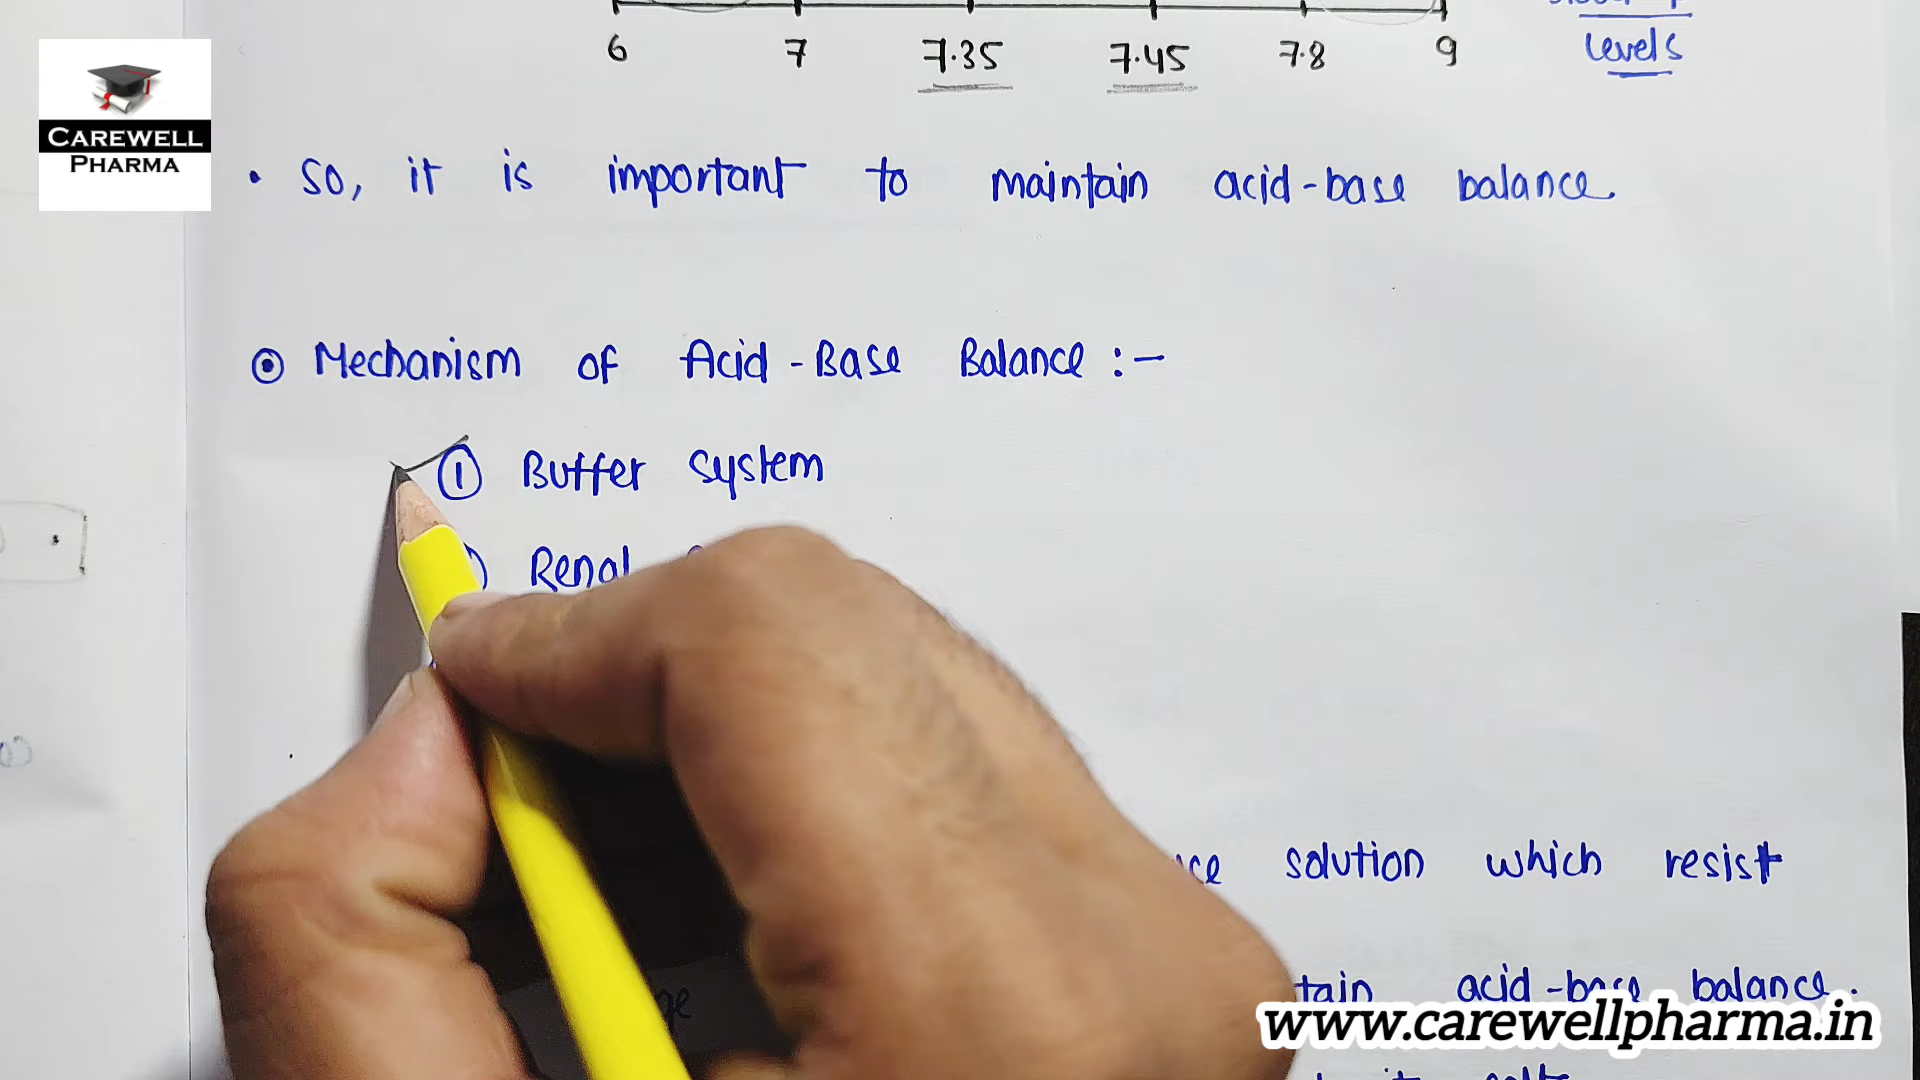 6 7 7.35 7.45 7.8 9
levels
CAREWELL
PHARMA
• So, it is important to maintain acid-base balance
Mechanism of Acid-Base Balance :-
① Buffer system
Renal
solution which resist
acid-base balance.
www.carewellpharma.in